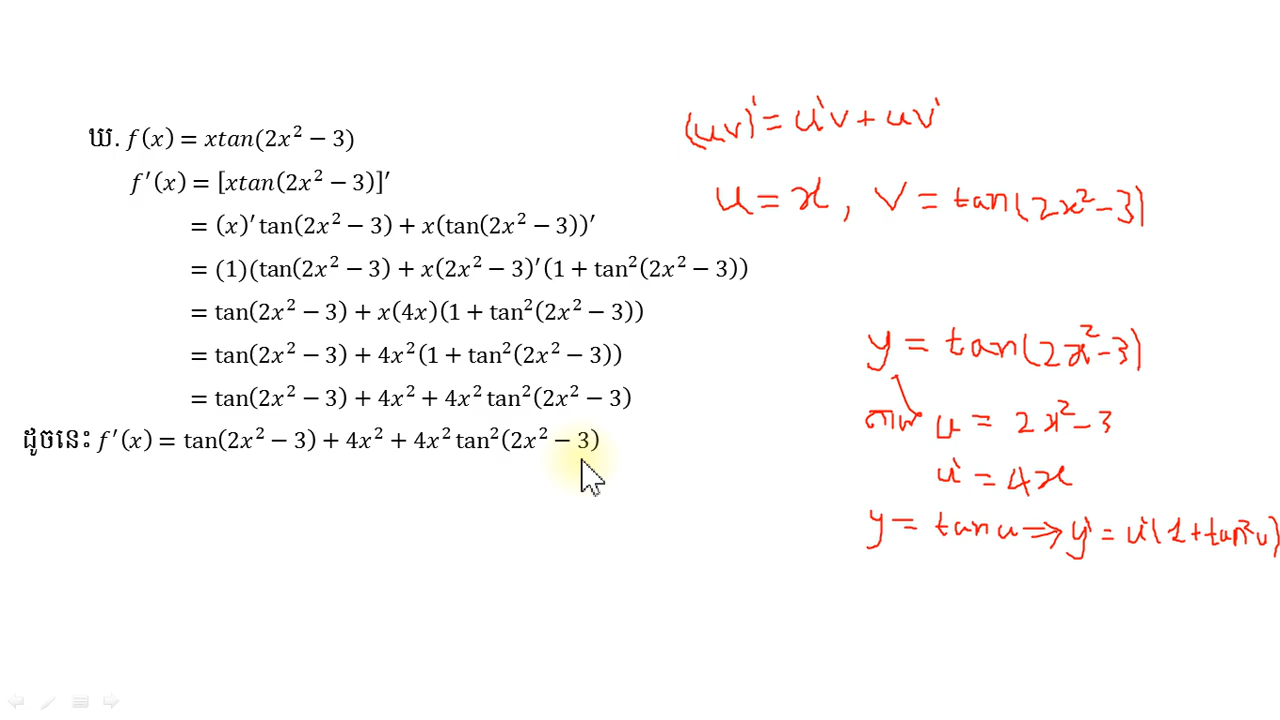 ឃ. f(x) = xtan(2x² − 3)
f′(x) = [xtan(2x² − 3)]′
= (x)′tan(2x² − 3) + x(tan(2x² − 3))′
= (1)(tan(2x² − 3) + x(2x² − 3)′(1 + tan²(2x² − 3))
= tan(2x² − 3) + x(4x)(1 + tan²(2x² − 3))
= tan(2x² − 3) + 4x²(1 + tan²(2x² − 3))
= tan(2x² − 3) + 4x² + 4x² tan²(2x² − 3)
ដូចនេះ f′(x) = tan(2x² − 3) + 4x² + 4x² tan²(2x² − 3)
(uv)' = u'v + uv'
u = x, v = tan(2x²-3)
y = tan(2x²-3)
តាង u = 2x²-3
u' = 4x
y = tanu → y' = u'(1+tan²u)